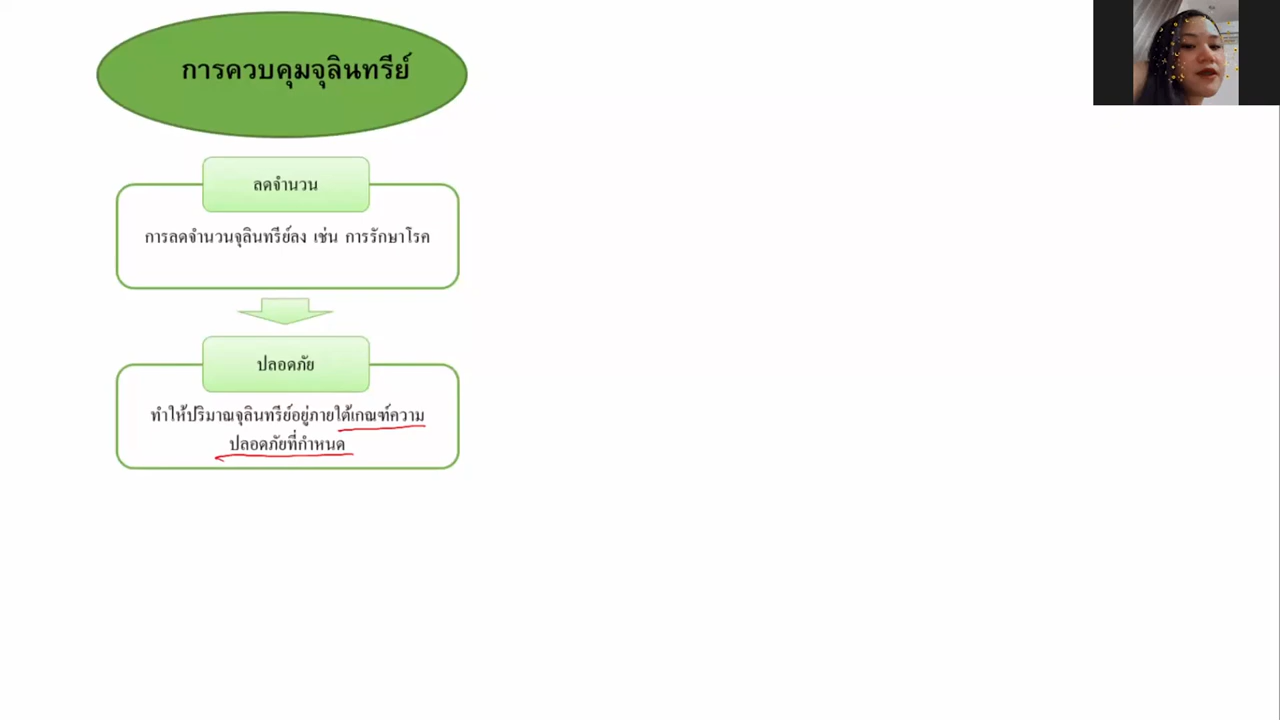 การควบคุมจุลินทรีย์
ลดจำนวน
การลดจำนวนจุลินทรีย์ลง เช่น การรักษาโรค
ปลอดภัย
ทำให้ปริมาณจุลินทรีย์อยู่ภายใต้เกณฑ์ความ
ปลอดภัยที่กำหนด